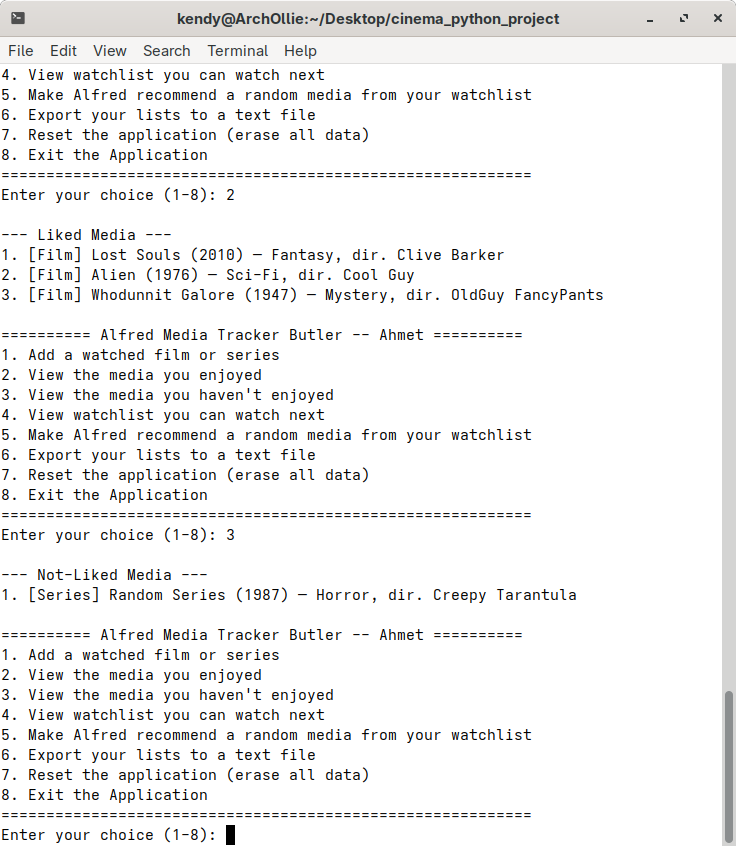 kendy@ArchOllie:~/Desktop/cinema_python_project
File Edit View Search Terminal Help
4. View watchlist you can watch next
5. Make Alfred recommend a random media from your watchlist
6. Export your lists to a text file
7. Reset the application (erase all data)
8. Exit the Application
===========================================================
Enter your choice (1-8): 2
--- Liked Media ---
1. [Film] Lost Souls (2010) — Fantasy, dir. Clive Barker
2. [Film] Alien (1976) — Sci-Fi, dir. Cool Guy
3. [Film] Whodunnit Galore (1947) — Mystery, dir. OldGuy FancyPants
========== Alfred Media Tracker Butler -- Ahmet ==========
1. Add a watched film or series
2. View the media you enjoyed
3. View the media you haven't enjoyed
4. View watchlist you can watch next
5. Make Alfred recommend a random media from your watchlist
6. Export your lists to a text file
7. Reset the application (erase all data)
8. Exit the Application
===========================================================
Enter your choice (1-8): 3
--- Not-Liked Media ---
1. [Series] Random Series (1987) — Horror, dir. Creepy Tarantula
========== Alfred Media Tracker Butler -- Ahmet ==========
1. Add a watched film or series
2. View the media you enjoyed
3. View the media you haven't enjoyed
4. View watchlist you can watch next
5. Make Alfred recommend a random media from your watchlist
6. Export your lists to a text file
7. Reset the application (erase all data)
8. Exit the Application
===========================================================
Enter your choice (1-8):